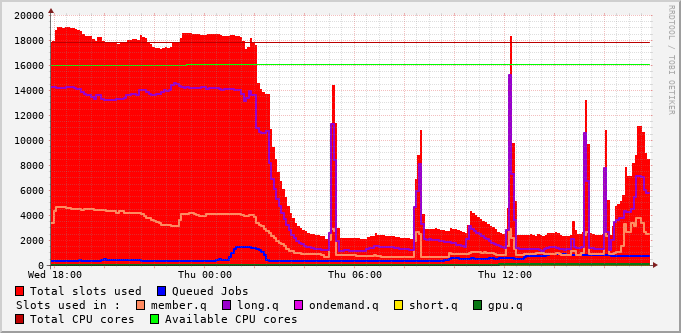 20000
18000
16000
14000
12000
10000
8000
6000
4000
2000
0
Wed 18:00 Thu 00:00 Thu 06:00 Thu 12:00
RRDTOOL / TOBI OETIKER
Total slots used Queued Jobs
Slots used in : member.q long.q ondemand.q short.q gpu.q
Total CPU cores Available CPU cores